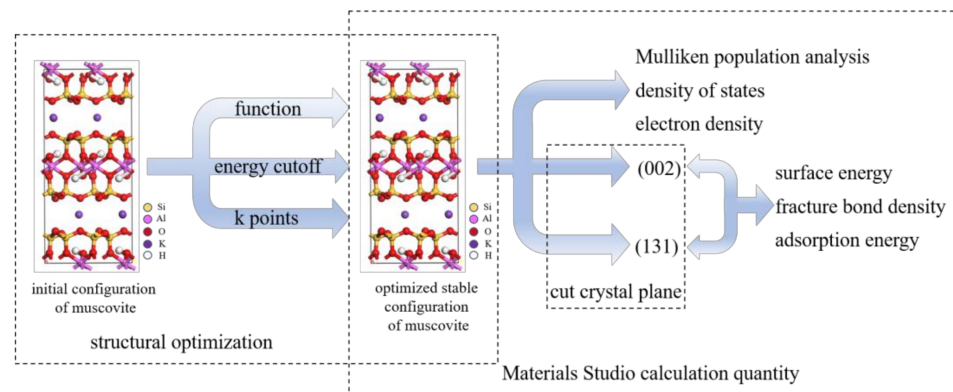 Si
Al
O
K
H
initial configuration
of muscovite
structural optimization
function
energy cutoff
k points
Si
Al
O
K
H
optimized stable
configuration
of muscovite
Mulliken population analysis
density of states
electron density
(002)
(131)
cut crystal plane
surface energy
fracture bond density
adsorption energy
Materials Studio calculation quantity